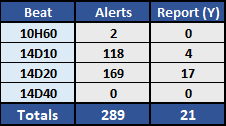 Beat Alerts Report (Y)
10H60 2 0
14D10 118 4
14D20 169 17
14D40 0 0
Totals 289 21